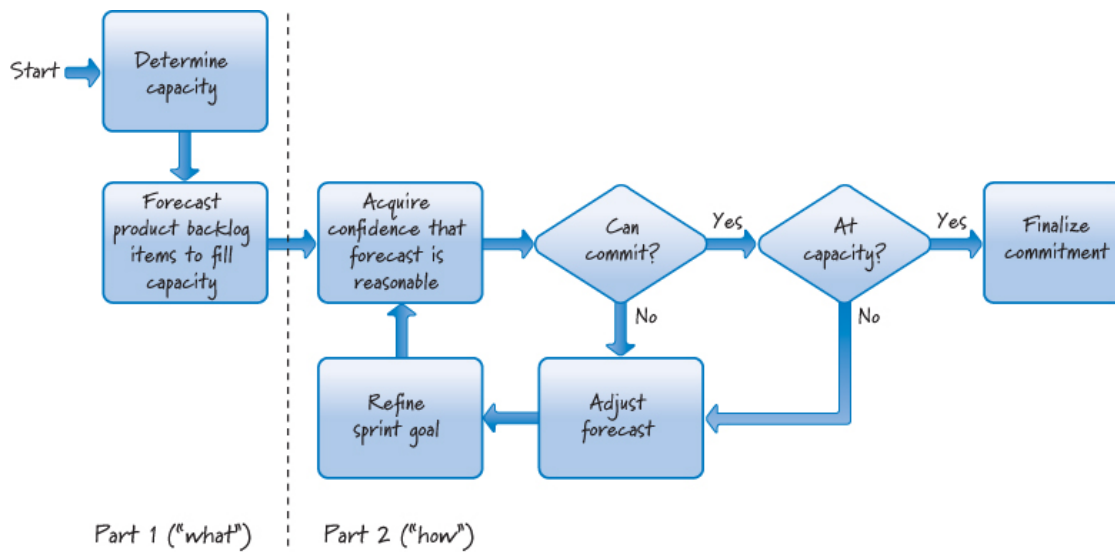 Start
Determine
capacity
Forecast
product backlog
items to fill
capacity
Acquire
confidence that
forecast is
reasonable
Can
commit?
Yes
At
capacity?
Yes
Finalize
commitment
No
No
Refine
sprint goal
Adjust
forecast
Part 1 ("what")
Part 2 ("how")